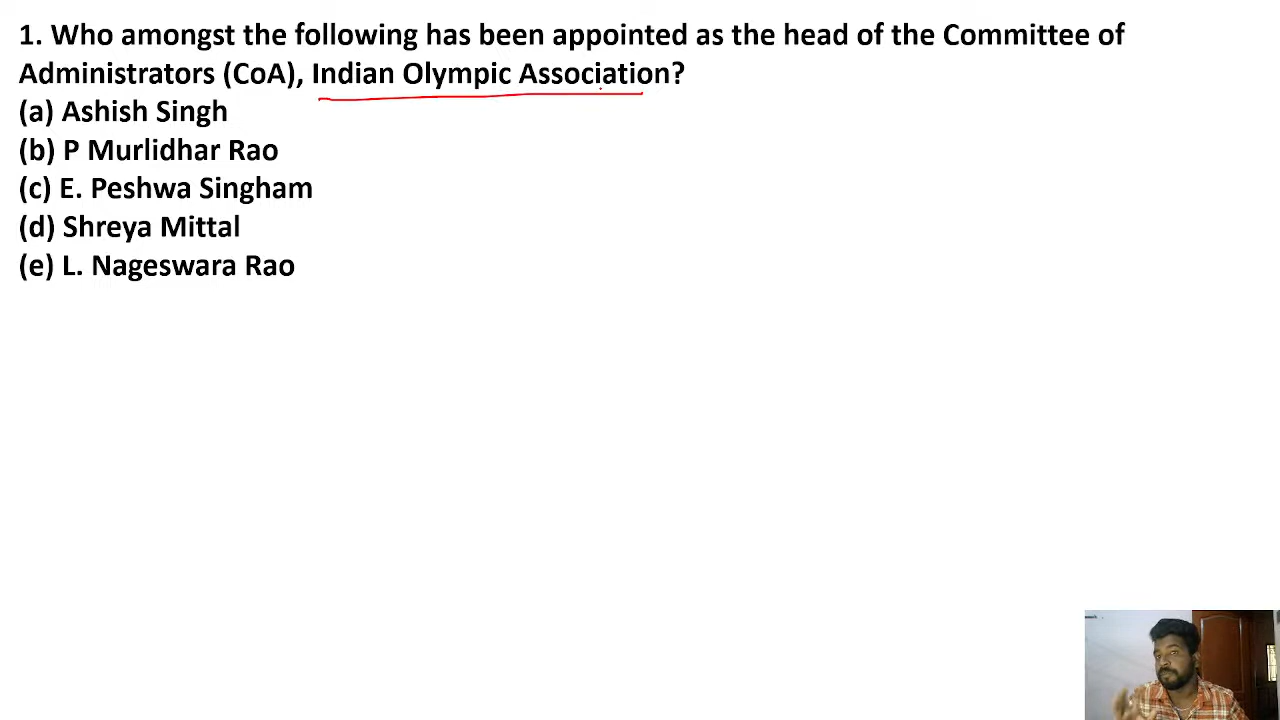 1. Who amongst the following has been appointed as the head of the Committee of
Administrators (CoA), Indian Olympic Association?
(a) Ashish Singh
(b) P Murlidhar Rao
(c) E. Peshwa Singham
(d) Shreya Mittal
(e) L. Nageswara Rao